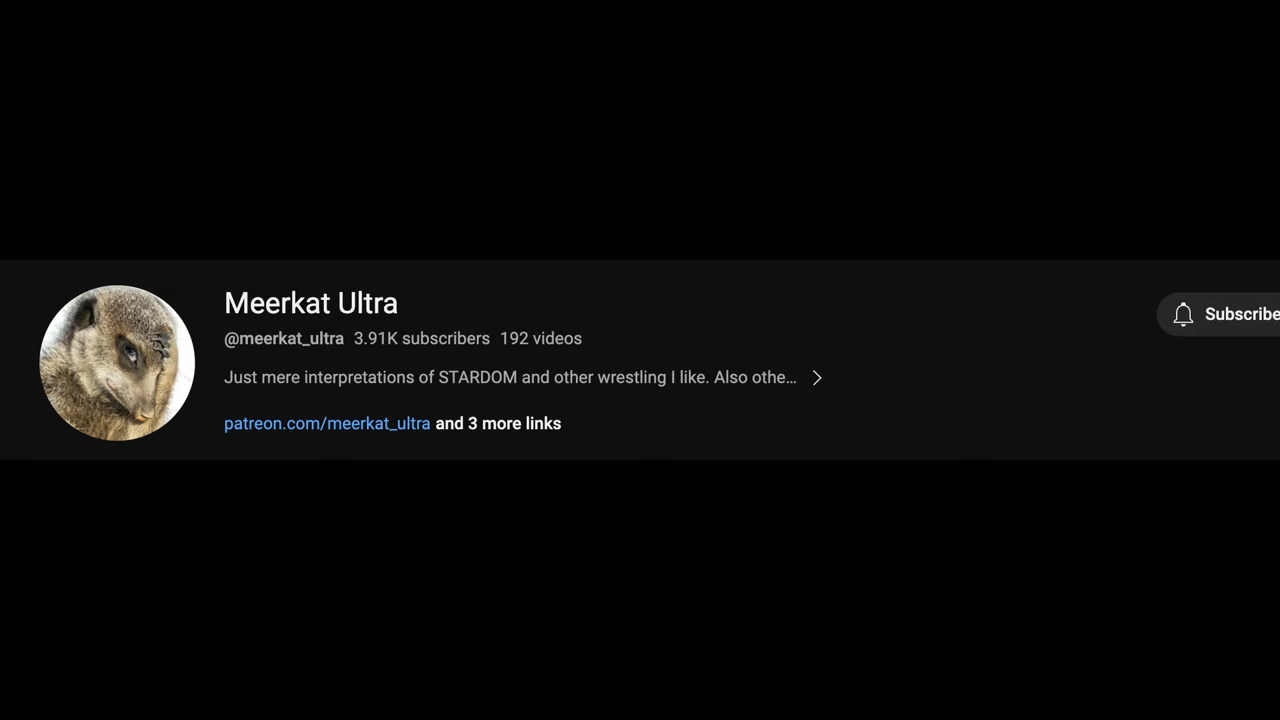 Meerkat Ultra
@meerkat_ultra 3.91K subscribers 192 videos
Subscribe
Just mere interpretations of STARDOM and other wrestling I like. Also othe...
patreon.com/meerkat_ultra and 3 more links